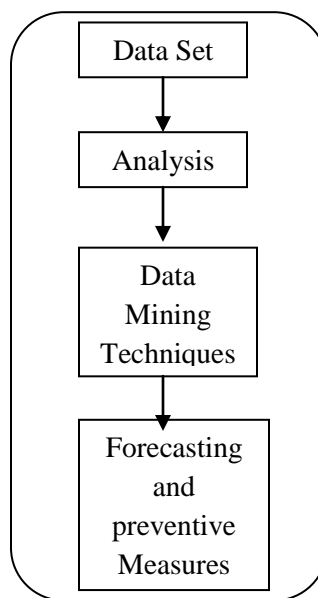 Data Set
Analysis
Data
Mining
Techniques
Forecasting
and
preventive
Measures